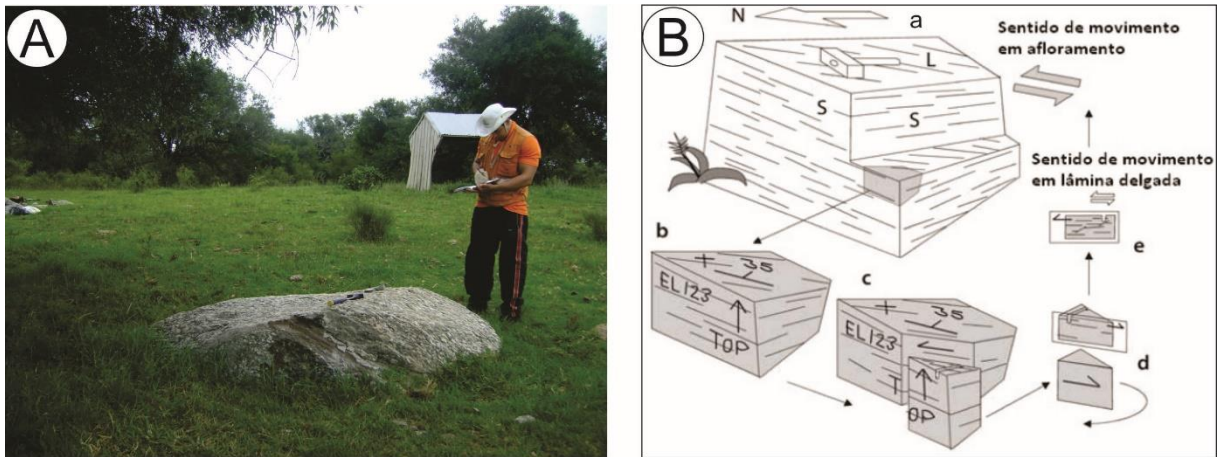 A
B
N
a
L
S
S
Sentido de movimento
em afloramento
Sentido de movimento
em lâmina delgada
e
b
35
EL123
TOP
c
35
EL123
T
OP
d